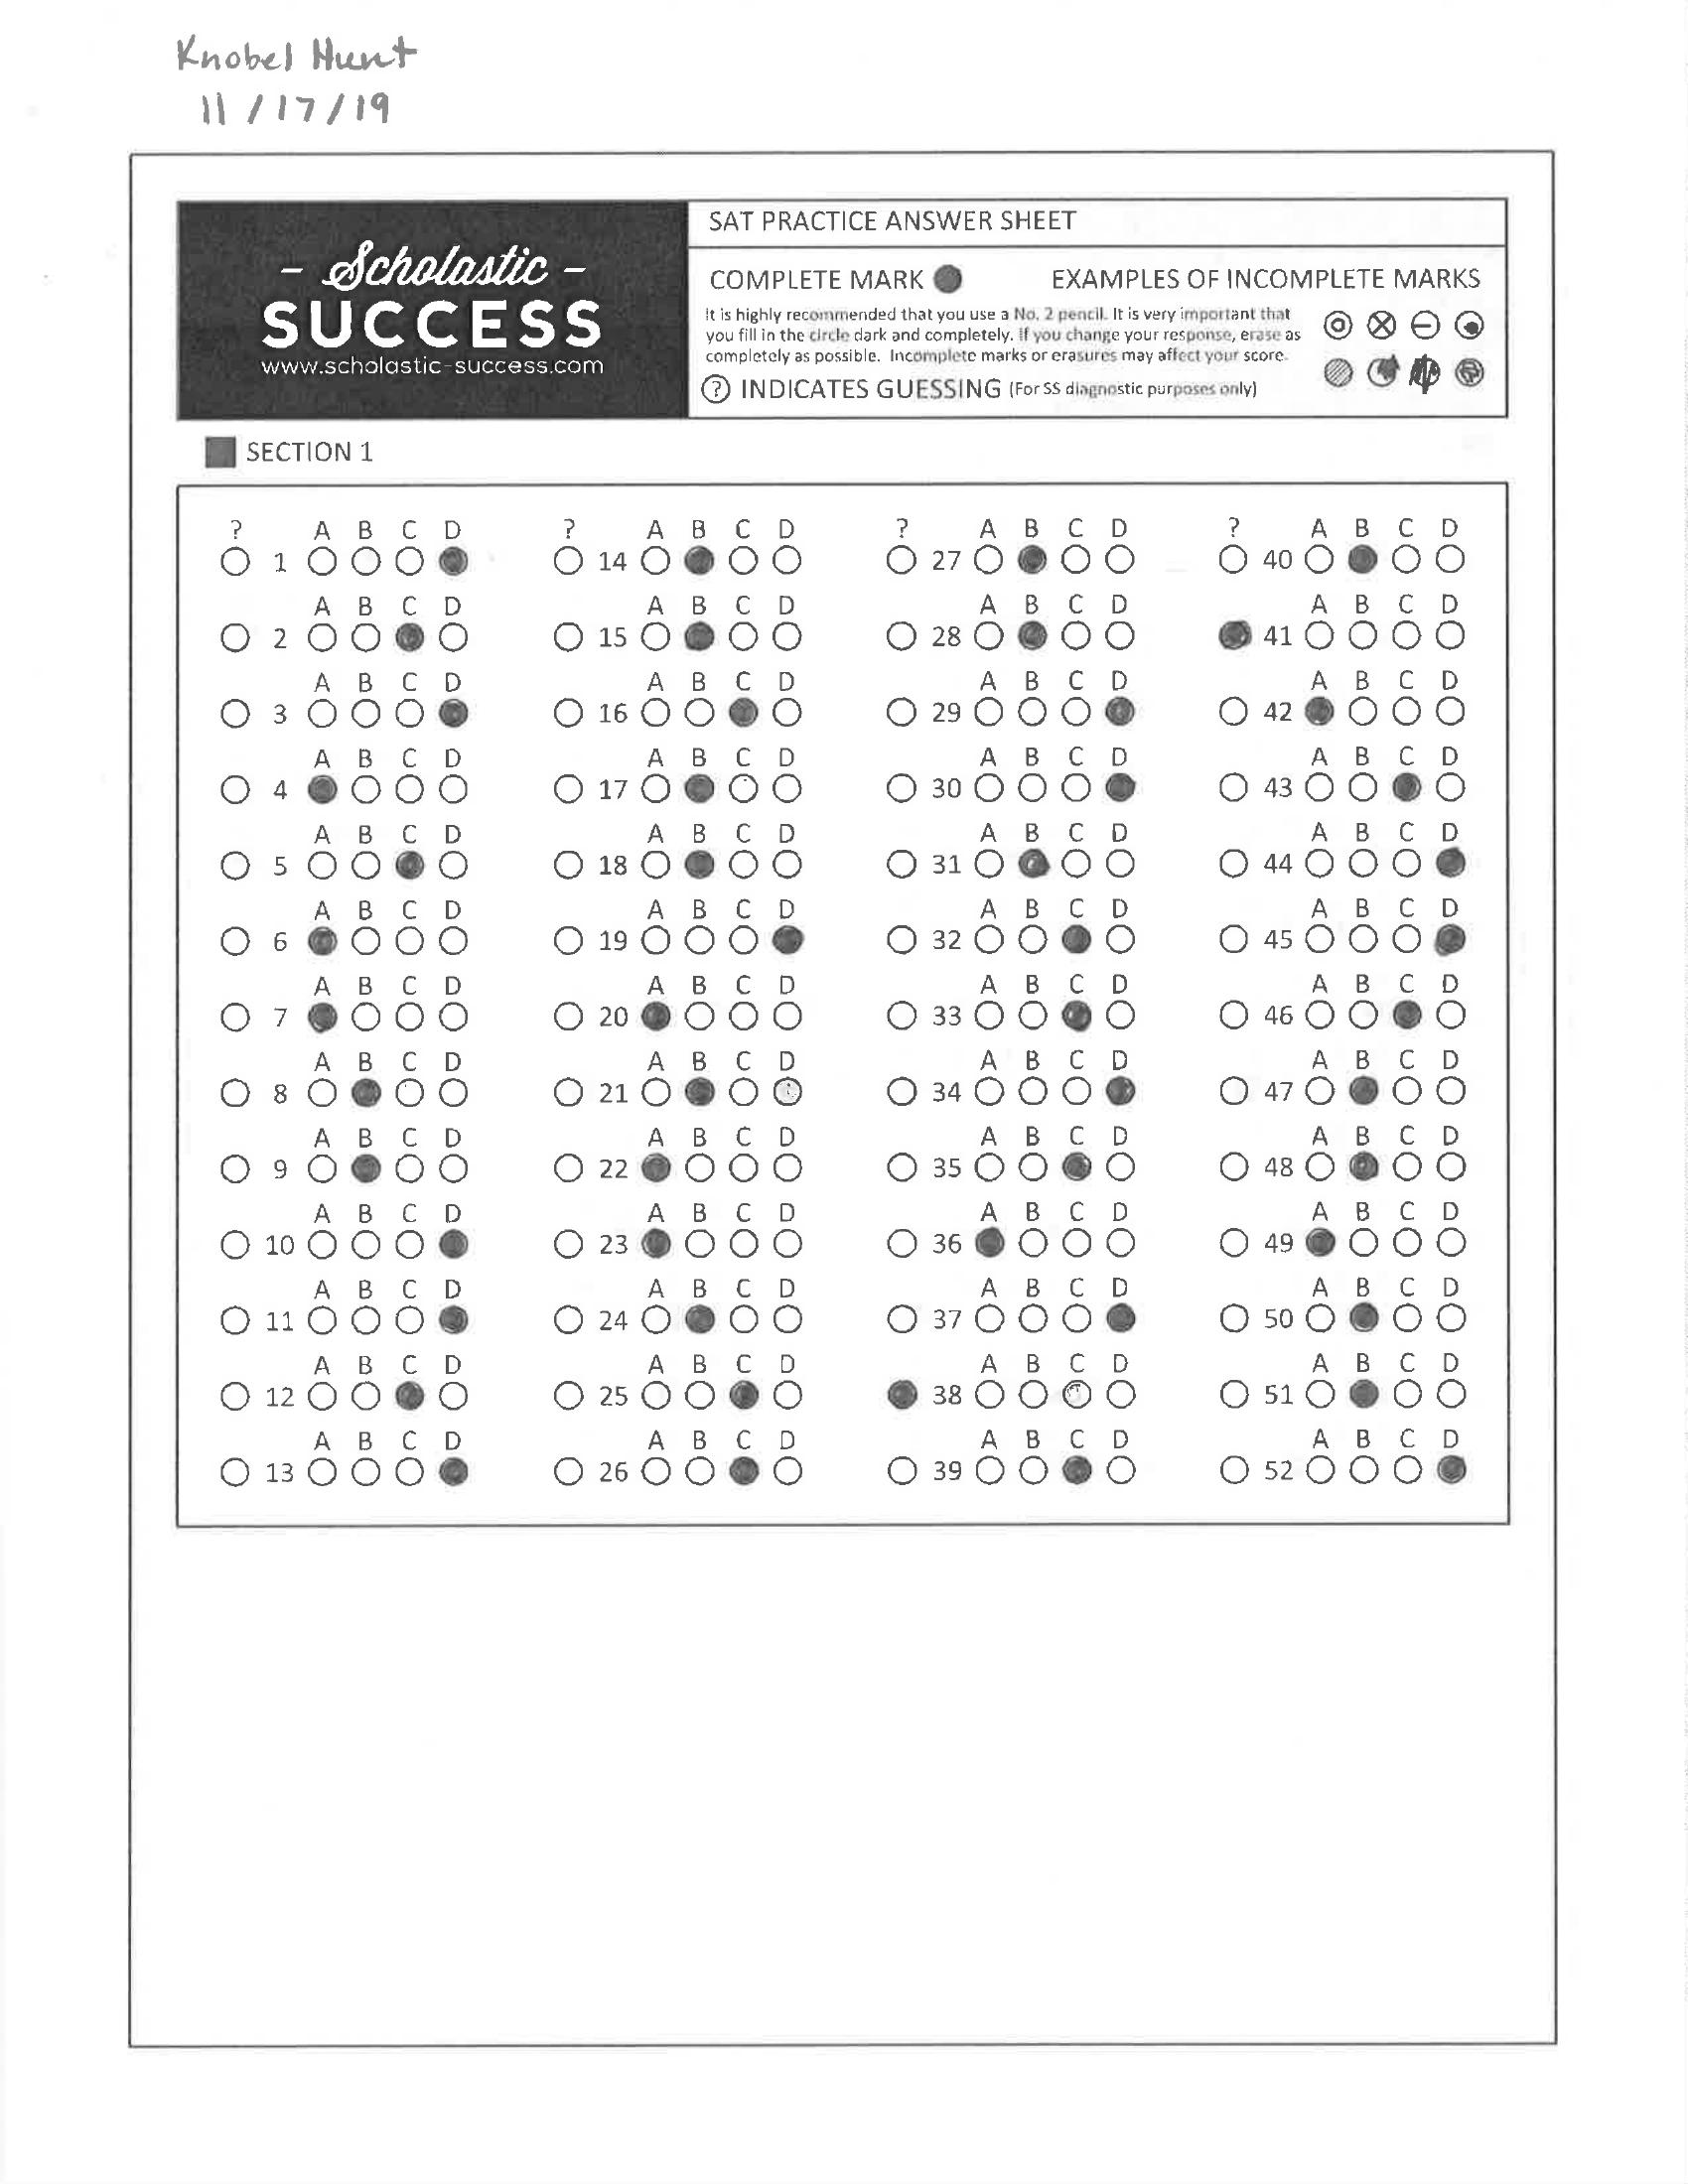 Knobel Hunt
11/17/19
- Scholastic -
SUCCESS
www.scholastic-success.com
SAT PRACTICE ANSWER SHEET
COMPLETE MARK EXAMPLES OF INCOMPLETE MARKS
It is highly recommended that you use a No. 2 pencil. It is very important that
you fill in the circle dark and completely. If you change your response, erase as
completely as possible. Incomplete marks or erasures may affect your score.
? INDICATES GUESSING (For SS diagnostic purposes only)
SECTION 1
? A B C D ? A B C D ? A B C D ? A B C D
1 14 27 40
A B C D A B C D A B C D A B C D
2 15 28 41
A B C D A B C D A B C D A B C D
3 16 29 42
A B C D A B C D A B C D A B C D
4 17 30 43
A B C D A B C D A B C D A B C D
5 18 31 44
A B C D A B C D A B C D A B C D
6 19 32 45
A B C D A B C D A B C D A B C D
7 20 33 46
A B C D A B C D A B C D A B C D
8 21 34 47
A B C D A B C D A B C D A B C D
9 22 35 48
A B C D A B C D A B C D A B C D
10 23 36 49
A B C D A B C D A B C D A B C D
11 24 37 50
A B C D A B C D A B C D A B C D
12 25 38 51
A B C D A B C D A B C D A B C D
13 26 39 52